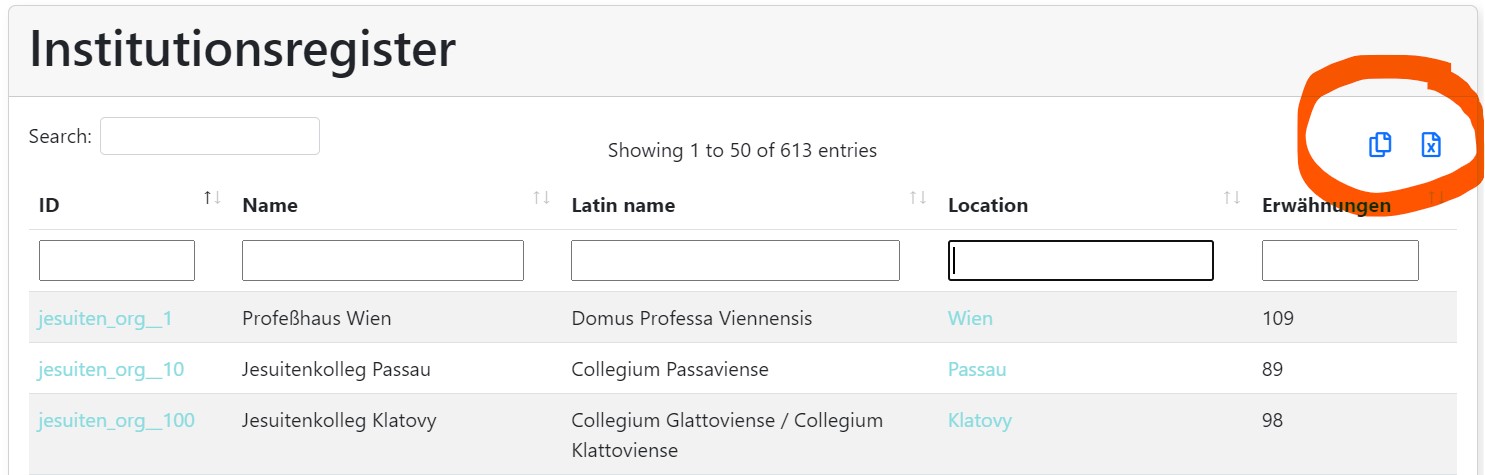 Institutionsregister
Search:
Showing 1 to 50 of 613 entries
ID Name Latin name Location Erwähnungen
jesuiten_org__1 Profeßhaus Wien Domus Professa Viennensis Wien 109
jesuiten_org__10 Jesuitenkolleg Passau Collegium Passaviense Passau 89
jesuiten_org__100 Jesuitenkolleg Klatovy Collegium Glattoviense / Collegium Klatovy 98
Klattoviense